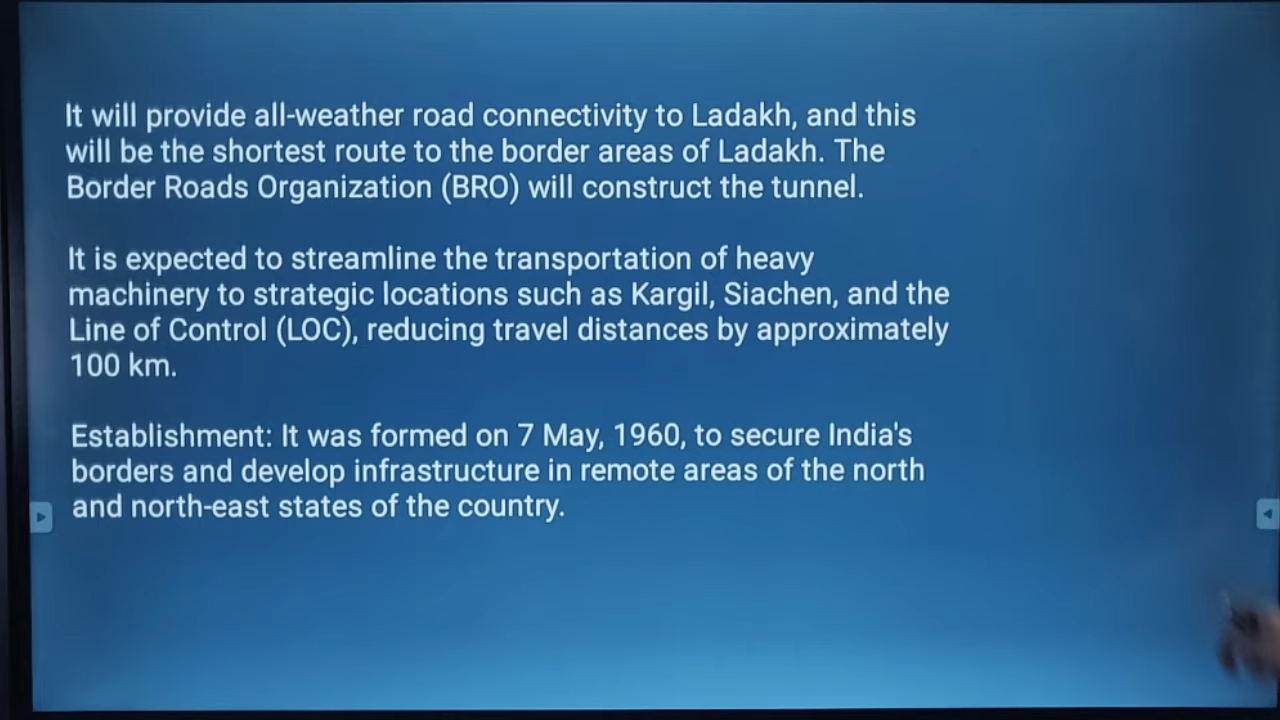 It will provide all-weather road connectivity to Ladakh, and this
will be the shortest route to the border areas of Ladakh. The
Border Roads Organization (BRO) will construct the tunnel.
It is expected to streamline the transportation of heavy
machinery to strategic locations such as Kargil, Siachen, and the
Line of Control (LOC), reducing travel distances by approximately
100 km.
Establishment: It was formed on 7 May, 1960, to secure India's
borders and develop infrastructure in remote areas of the north
and north-east states of the country.